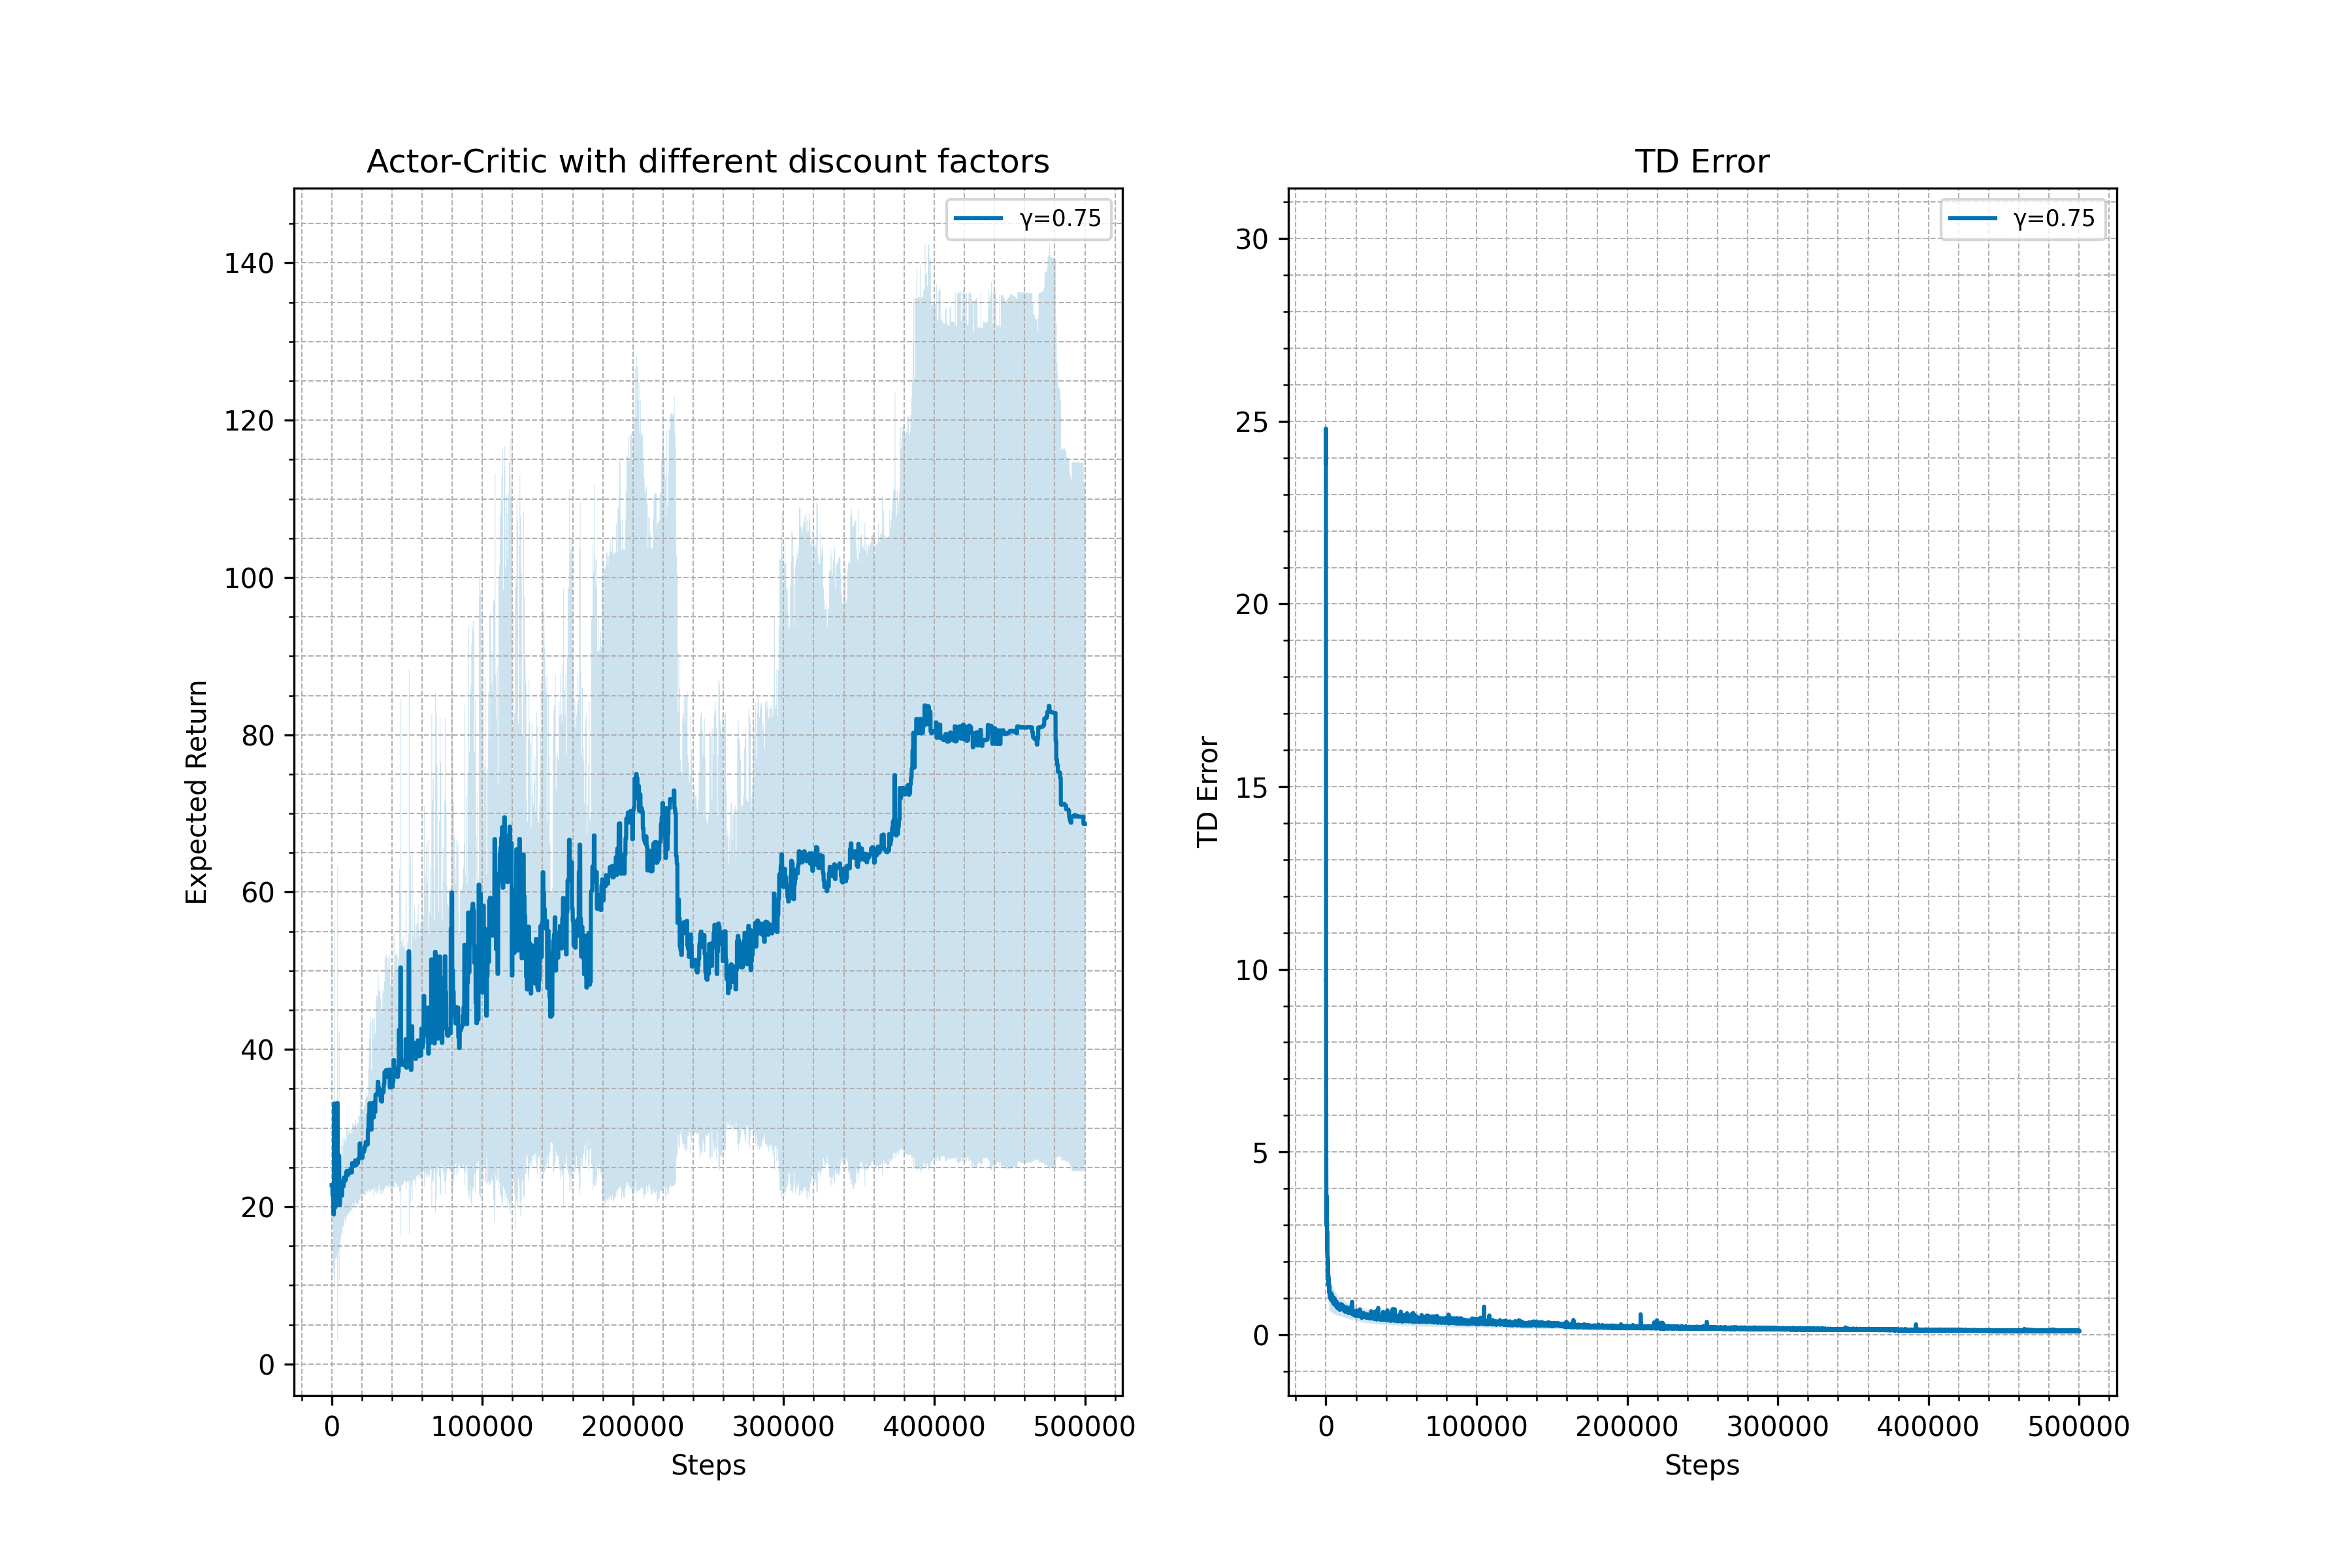 Actor-Critic with different discount factors
γ=0.75
140
120
100
80
60
40
20
0
Expected Return
0 100000 200000 300000 400000 500000
Steps
TD Error
γ=0.75
30
25
20
15
10
5
0
TD Error
0 100000 200000 300000 400000 500000
Steps